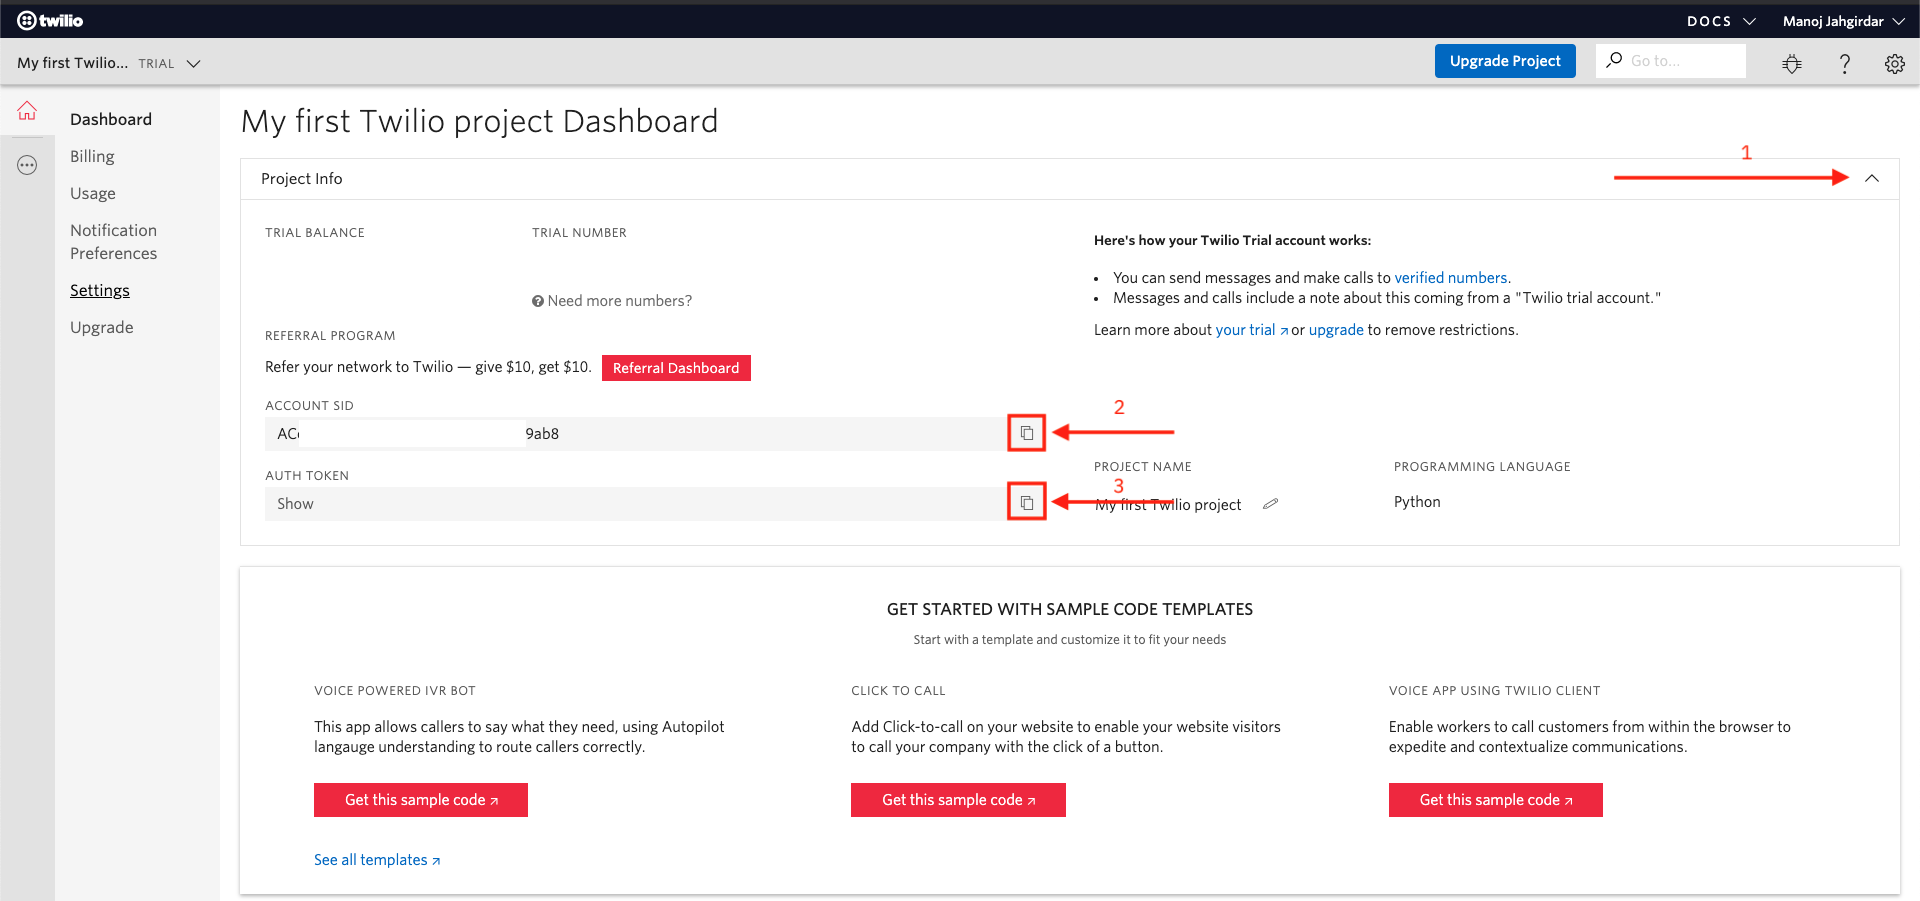 twilio
DOCS
Manoj Jahgirdar
My first Twilio... TRIAL
Upgrade Project
Go to...
Dashboard
Billing
Usage
Notification
Preferences
Settings
Upgrade
My first Twilio project Dashboard
1
Project Info
TRIAL BALANCE
TRIAL NUMBER
Need more numbers?
REFERRAL PROGRAM
Refer your network to Twilio — give $10, get $10.
Referral Dashboard
ACCOUNT SID
AC 9ab8
2
AUTH TOKEN
Show
3
Here's how your Twilio Trial account works:
• You can send messages and make calls to verified numbers.
• Messages and calls include a note about this coming from a "Twilio trial account."
Learn more about your trial or upgrade to remove restrictions.
PROJECT NAME
My first Twilio project
PROGRAMMING LANGUAGE
Python
GET STARTED WITH SAMPLE CODE TEMPLATES
Start with a template and customize it to fit your needs
VOICE POWERED IVR BOT
This app allows callers to say what they need, using Autopilot
langauge understanding to route callers correctly.
Get this sample code
CLICK TO CALL
Add Click-to-call on your website to enable your website visitors
to call your company with the click of a button.
Get this sample code
VOICE APP USING TWILIO CLIENT
Enable workers to call customers from within the browser to
expedite and contextualize communications.
Get this sample code
See all templates